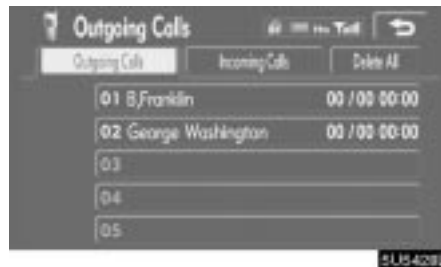 Outgoing Calls
Outgoing Calls Incoming Calls Delete All
01 B,Franklin 00 / 00 00:00
02 George Washington 00 / 00 00:00
03
04
05